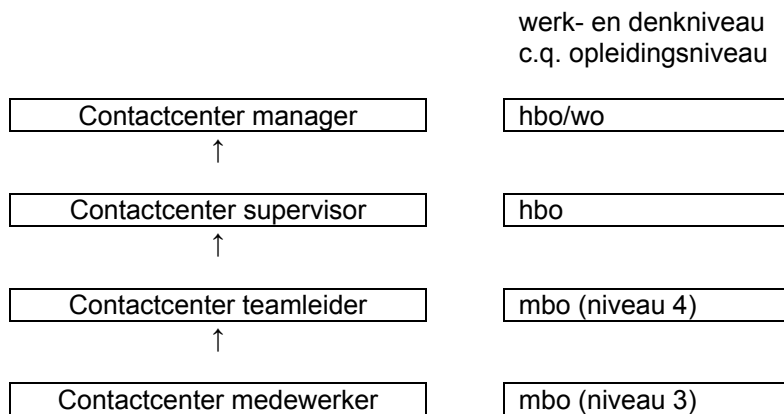 werk- en denkniveau
c.q. opleidingsniveau
Contactcenter manager hbo/wo
↑
Contactcenter supervisor hbo
↑
Contactcenter teamleider mbo (niveau 4)
↑
Contactcenter medewerker mbo (niveau 3)